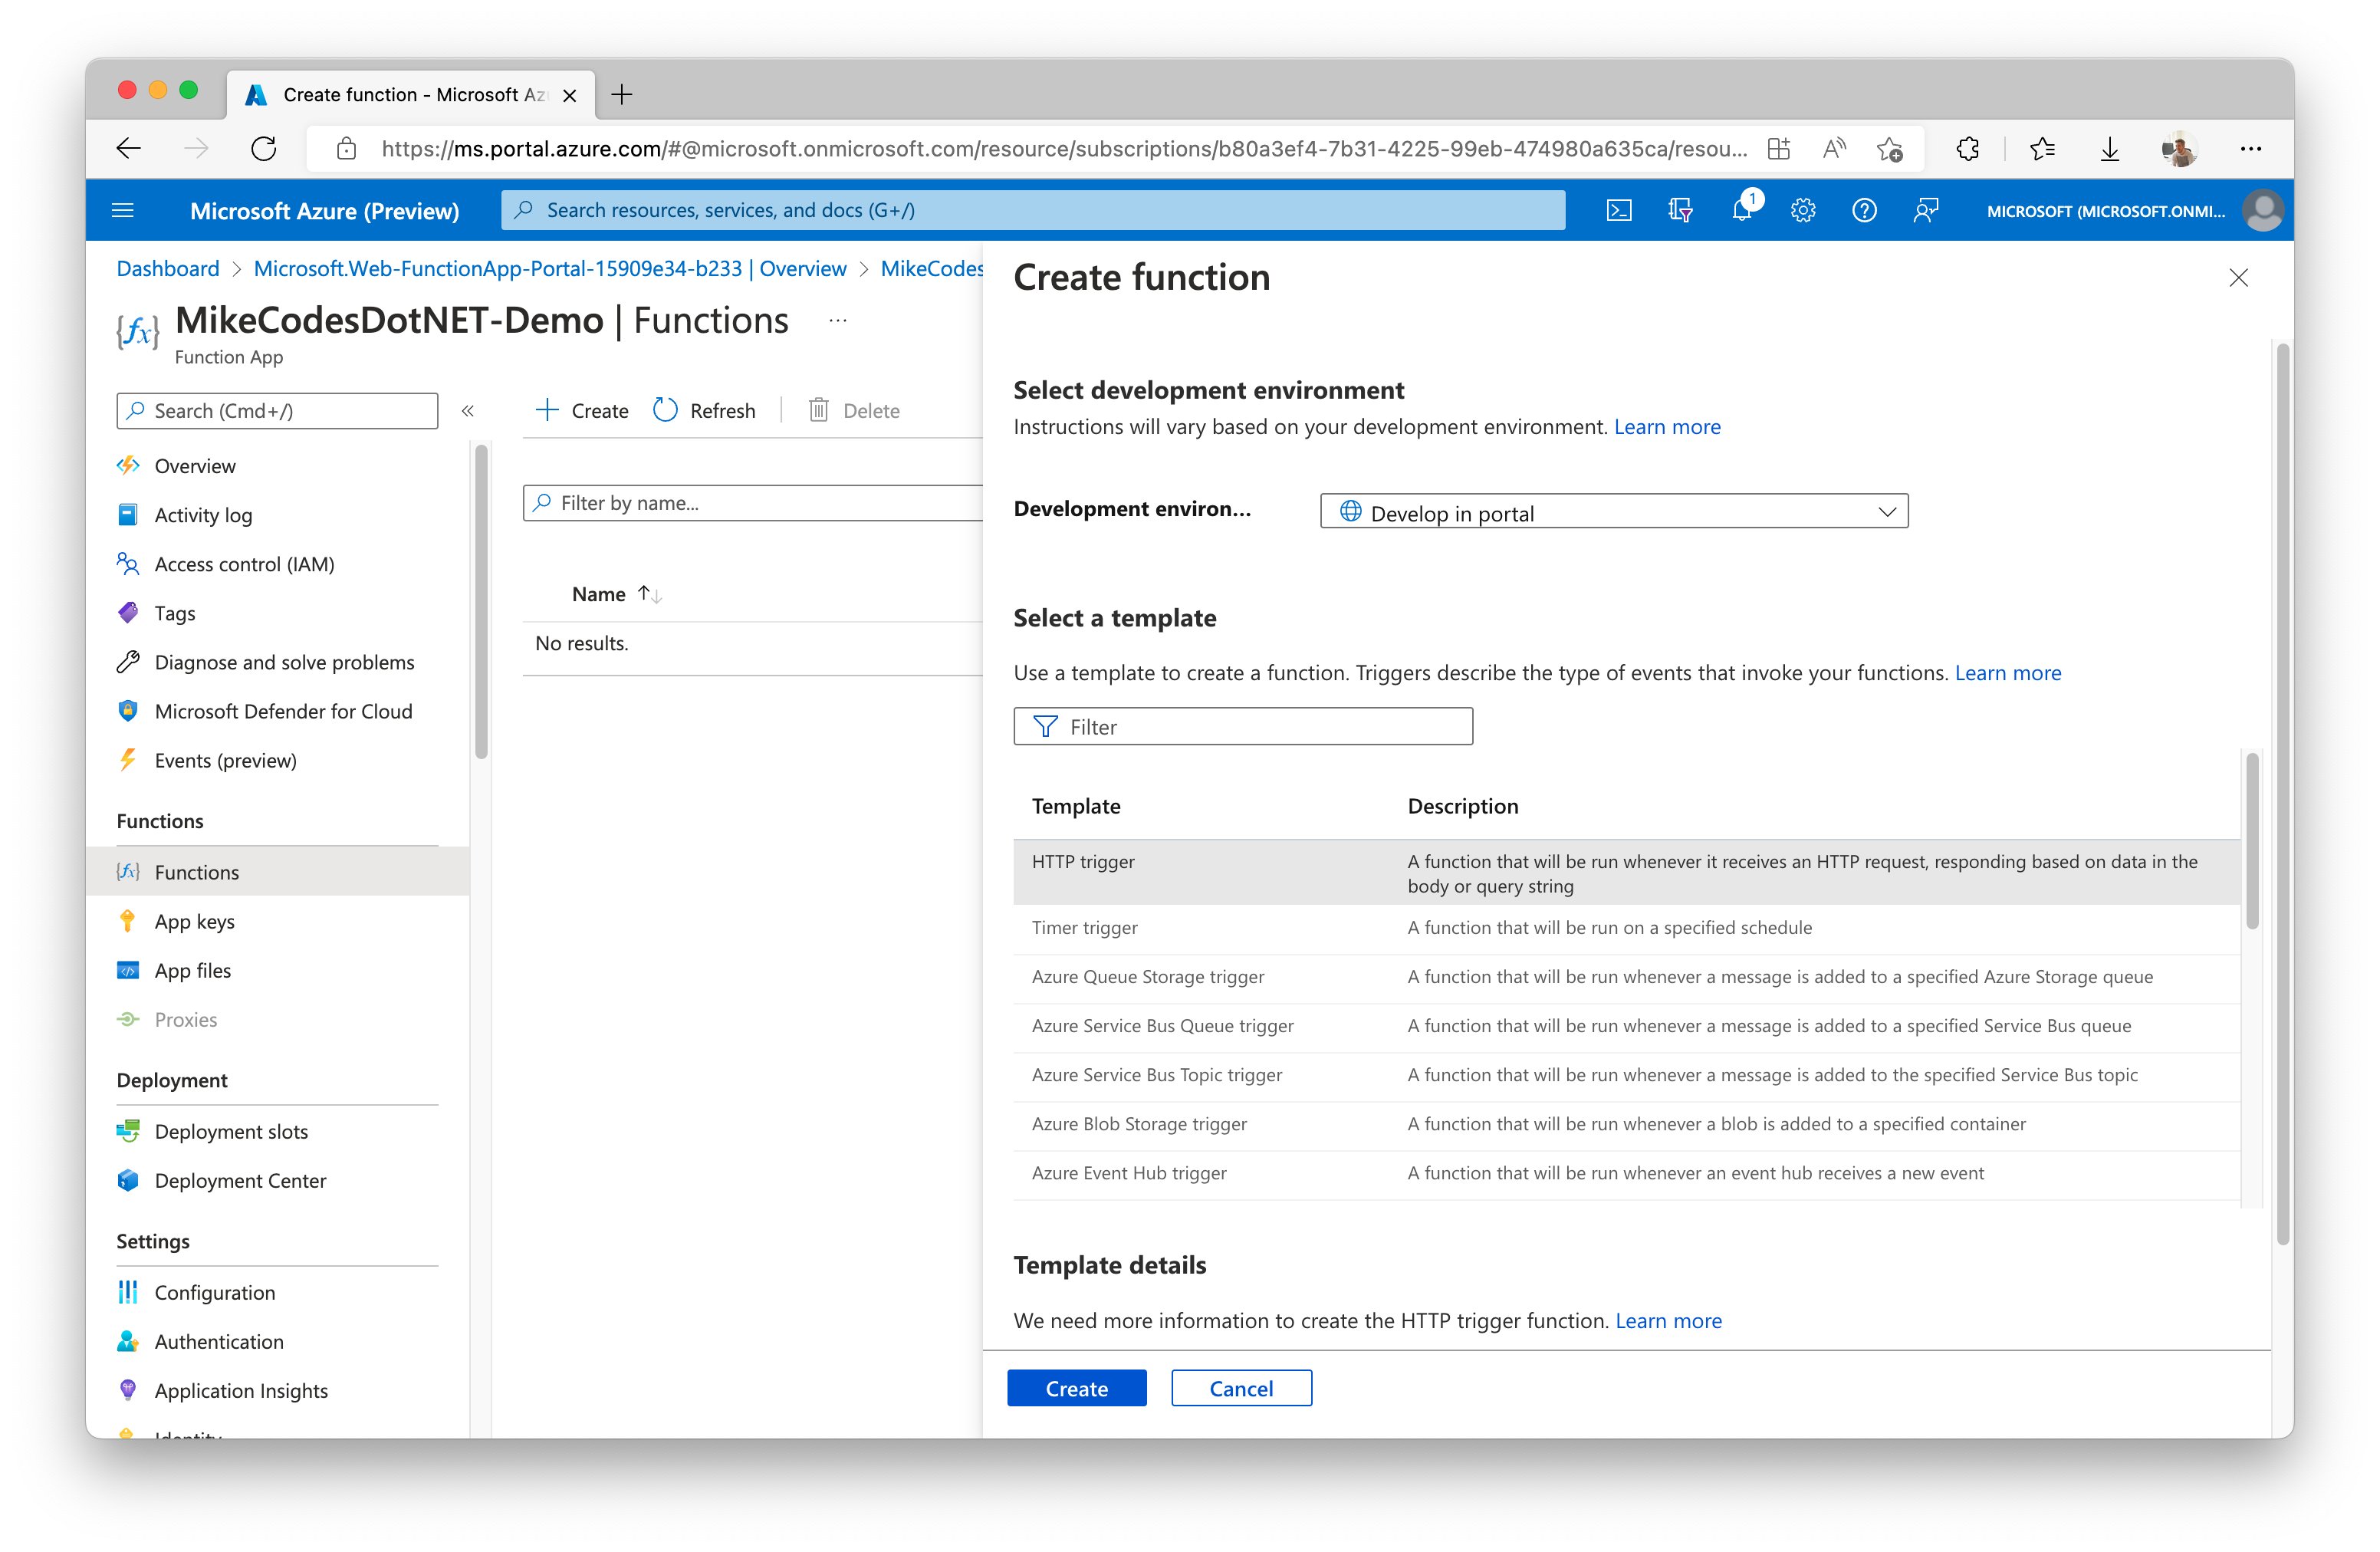 Create function - Microsoft Az
https://ms.portal.azure.com/#@microsoft.onmicrosoft.com/resource/subscriptions/b80a3ef4-7b31-4225-99eb-474980a635ca/resou...
Microsoft Azure (Preview)
Search resources, services, and docs (G+/)
1
MICROSOFT (MICROSOFT.ONMI...
Dashboard > Microsoft.Web-FunctionApp-Portal-15909e34-b233 | Overview > MikeCodes
{fx}
MikeCodesDotNET-Demo | Functions ...
Function App
Search (Cmd+/)
«
Overview
Activity log
Access control (IAM)
Tags
Diagnose and solve problems
Microsoft Defender for Cloud
Events (preview)
Functions
Functions
App keys
App files
Proxies
Deployment
Deployment slots
Deployment Center
Settings
Configuration
Authentication
Application Insights
Identity
Create
Refresh
Delete
Filter by name...
Name
No results.
Create function
Select development environment
Instructions will vary based on your development environment. Learn more
Development environ...
Develop in portal
Select a template
Use a template to create a function. Triggers describe the type of events that invoke your functions. Learn more
Filter
Template Description
HTTP trigger A function that will be run whenever it receives an HTTP request, responding based on data in the
body or query string
Timer trigger A function that will be run on a specified schedule
Azure Queue Storage trigger A function that will be run whenever a message is added to a specified Azure Storage queue
Azure Service Bus Queue trigger A function that will be run whenever a message is added to a specified Service Bus queue
Azure Service Bus Topic trigger A function that will be run whenever a message is added to the specified Service Bus topic
Azure Blob Storage trigger A function that will be run whenever a blob is added to a specified container
Azure Event Hub trigger A function that will be run whenever an event hub receives a new event
Template details
We need more information to create the HTTP trigger function. Learn more
Create
Cancel